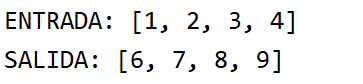 ENTRADA: [1, 2, 3, 4]
SALIDA: [6, 7, 8, 9]